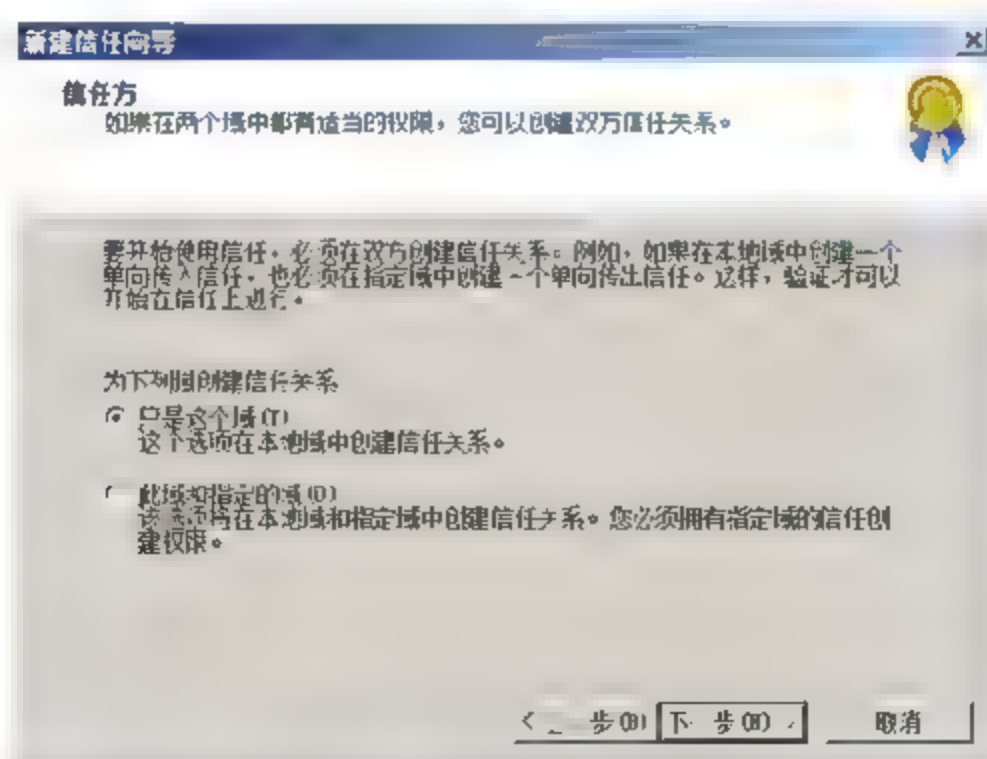 新建信任向导
信任方
如果在两个域中都有适当的权限，您可以创建双方信任关系。
要开始使用信任，必须在双方创建信任关系。例如，如果在本地域中创建一个
单向传入信任，也必须在指定域中创建一个单向传出信任。这样，验证才可以
开始在信任上进行。
为下列域创建信任关系
只是这个域(T)
这个选项在本地域中创建信任关系。
此域和指定的域(D)
该选项将在本地域和指定域中创建信任关系。您必须拥有指定域的信任创
建权限。
< 上一步(B) 下一步(N) 取消